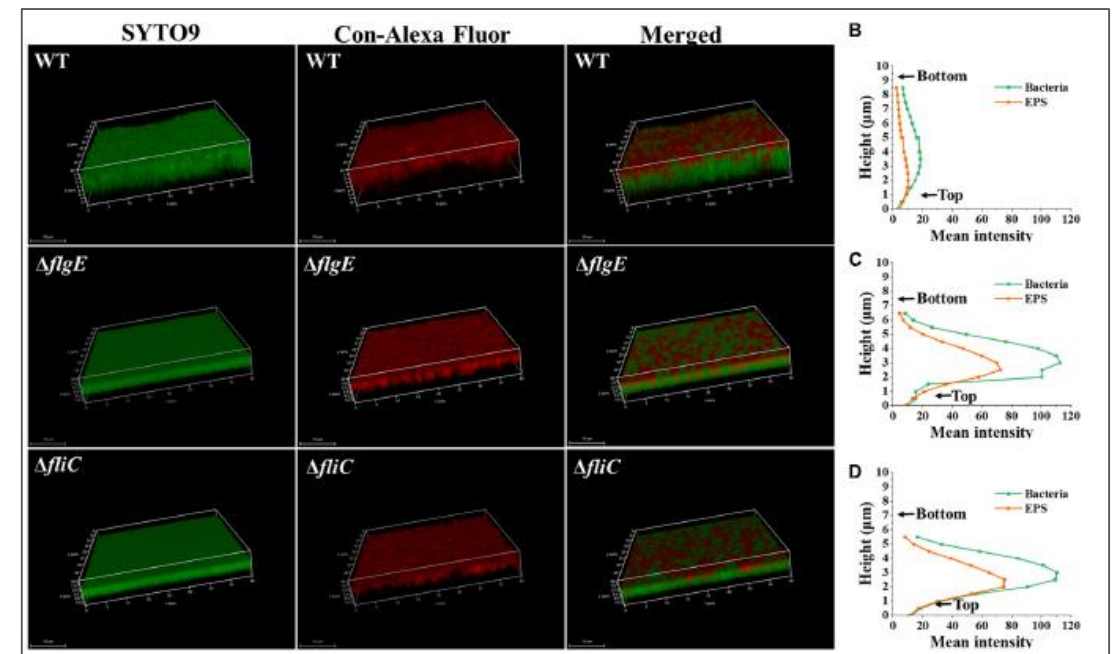 SYTO9
Con-Alexa Fluor
Merged
WT
WT
WT
ΔflgE
ΔflgE
ΔflgE
ΔfliC
ΔfliC
ΔfliC
B
10
9
8
7
6
5
4
3
2
1
0
Height (µm)
Bottom
Bacteria
EPS
Top
0 20 40 60 80 100 120
Mean intensity
C
10
9
8
7
6
5
4
3
2
1
0
Height (µm)
Bottom
Bacteria
EPS
Top
0 20 40 60 80 100 120
Mean intensity
D
10
9
8
7
6
5
4
3
2
1
0
Height (µm)
Bottom
Bacteria
EPS
Top
0 20 40 60 80 100 120
Mean intensity